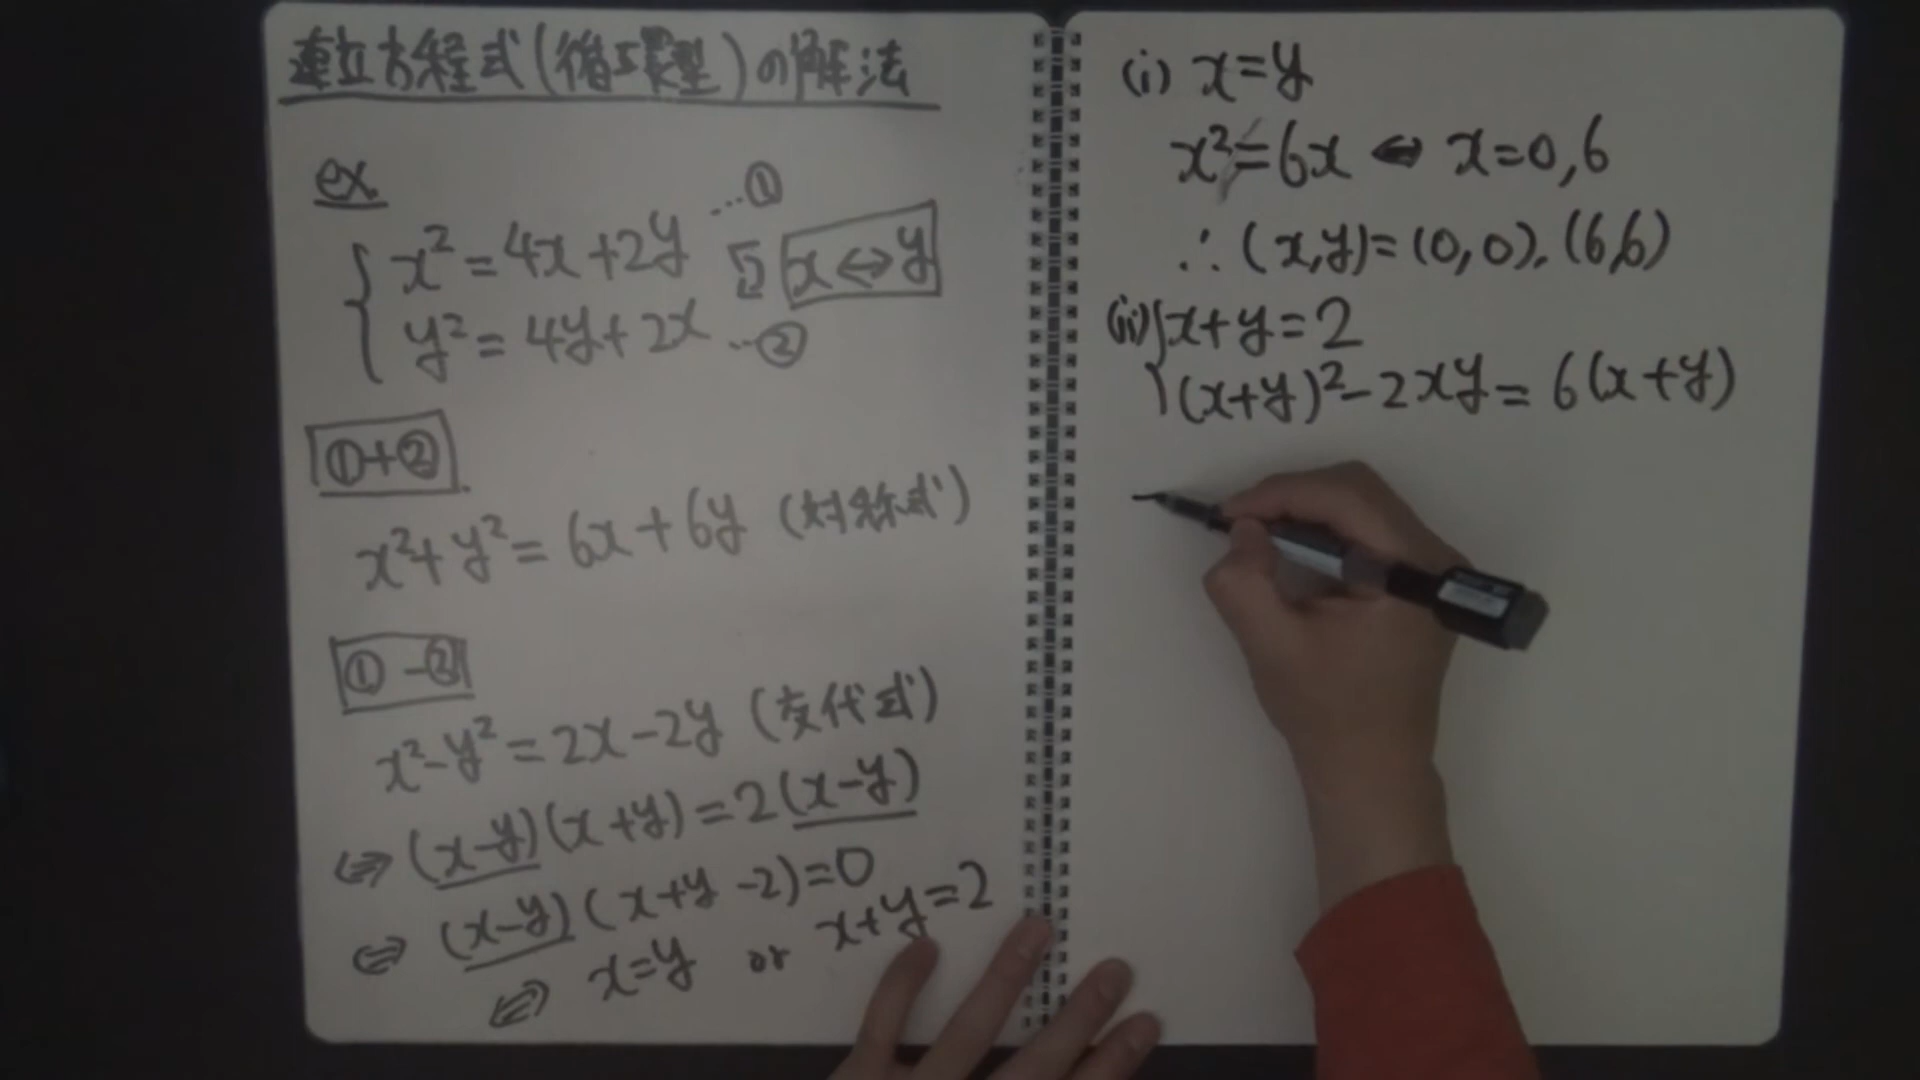 連立方程式(循環型)の解法
ex
x²=4x+2y …①
x↔y
y²=4y+2x …②
①+②
x²+y²=6x+6y (対称式)
①-②
x²-y²=2x-2y (交代式)
⇔(x-y)(x+y)=2(x-y)
⇔(x-y)(x+y-2)=0
⇔ x=y or x+y=2
(i) x=y
x²=6x ⇔ x=0,6
∴(x,y)=(0,0),(6,6)
(ii) x+y=2
(x+y)²-2xy=6(x+y)